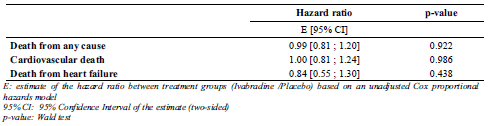 Hazard ratio p-value
E [95% CI]
Death from any cause 0.99 [0.81 ; 1.20] 0.922
Cardiovascular death 1.00 [0.81 ; 1.24] 0.986
Death from heart failure 0.84 [0.55 ; 1.30] 0.438
E: estimate of the hazard ratio between treatment groups (Ivabradine /Placebo) based on an unadjusted Cox proportional
hazards model
95% CI: 95% Confidence Interval of the estimate (two-sided)
p-value: Wald test